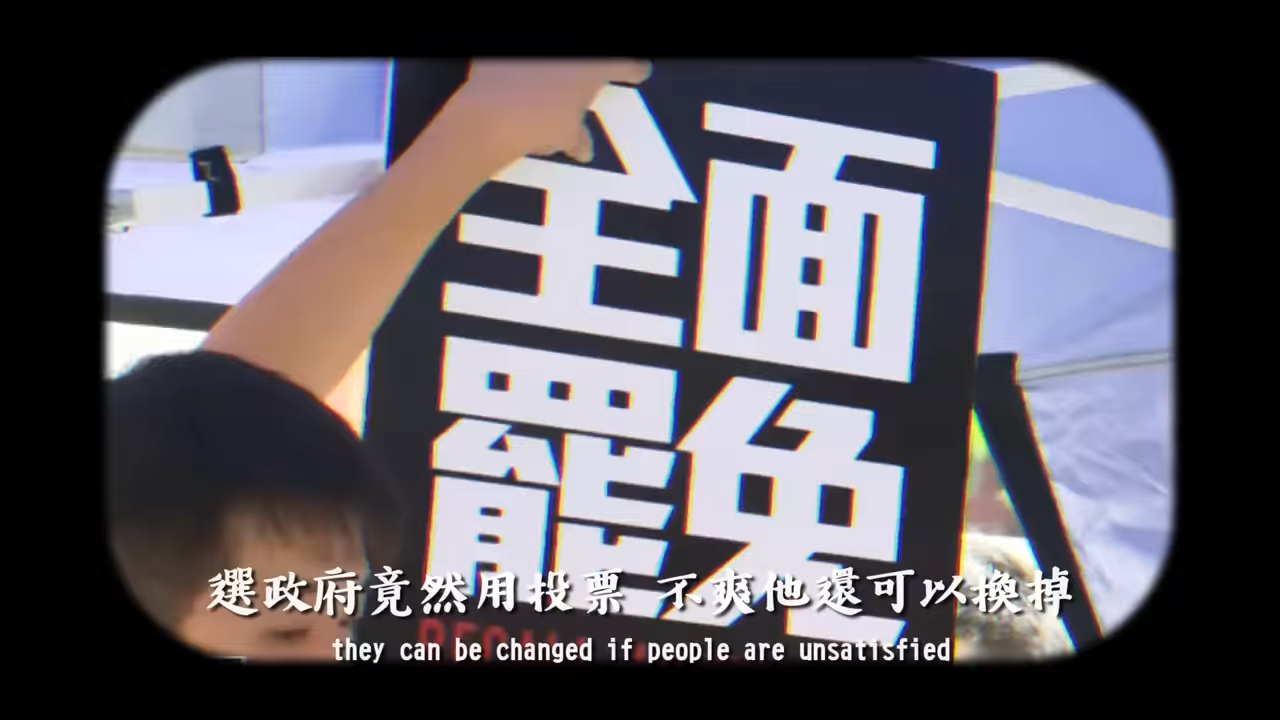 全面
罷免
選政府竟然用投票 不爽他還可以換掉
they can be changed if people are unsatisfied